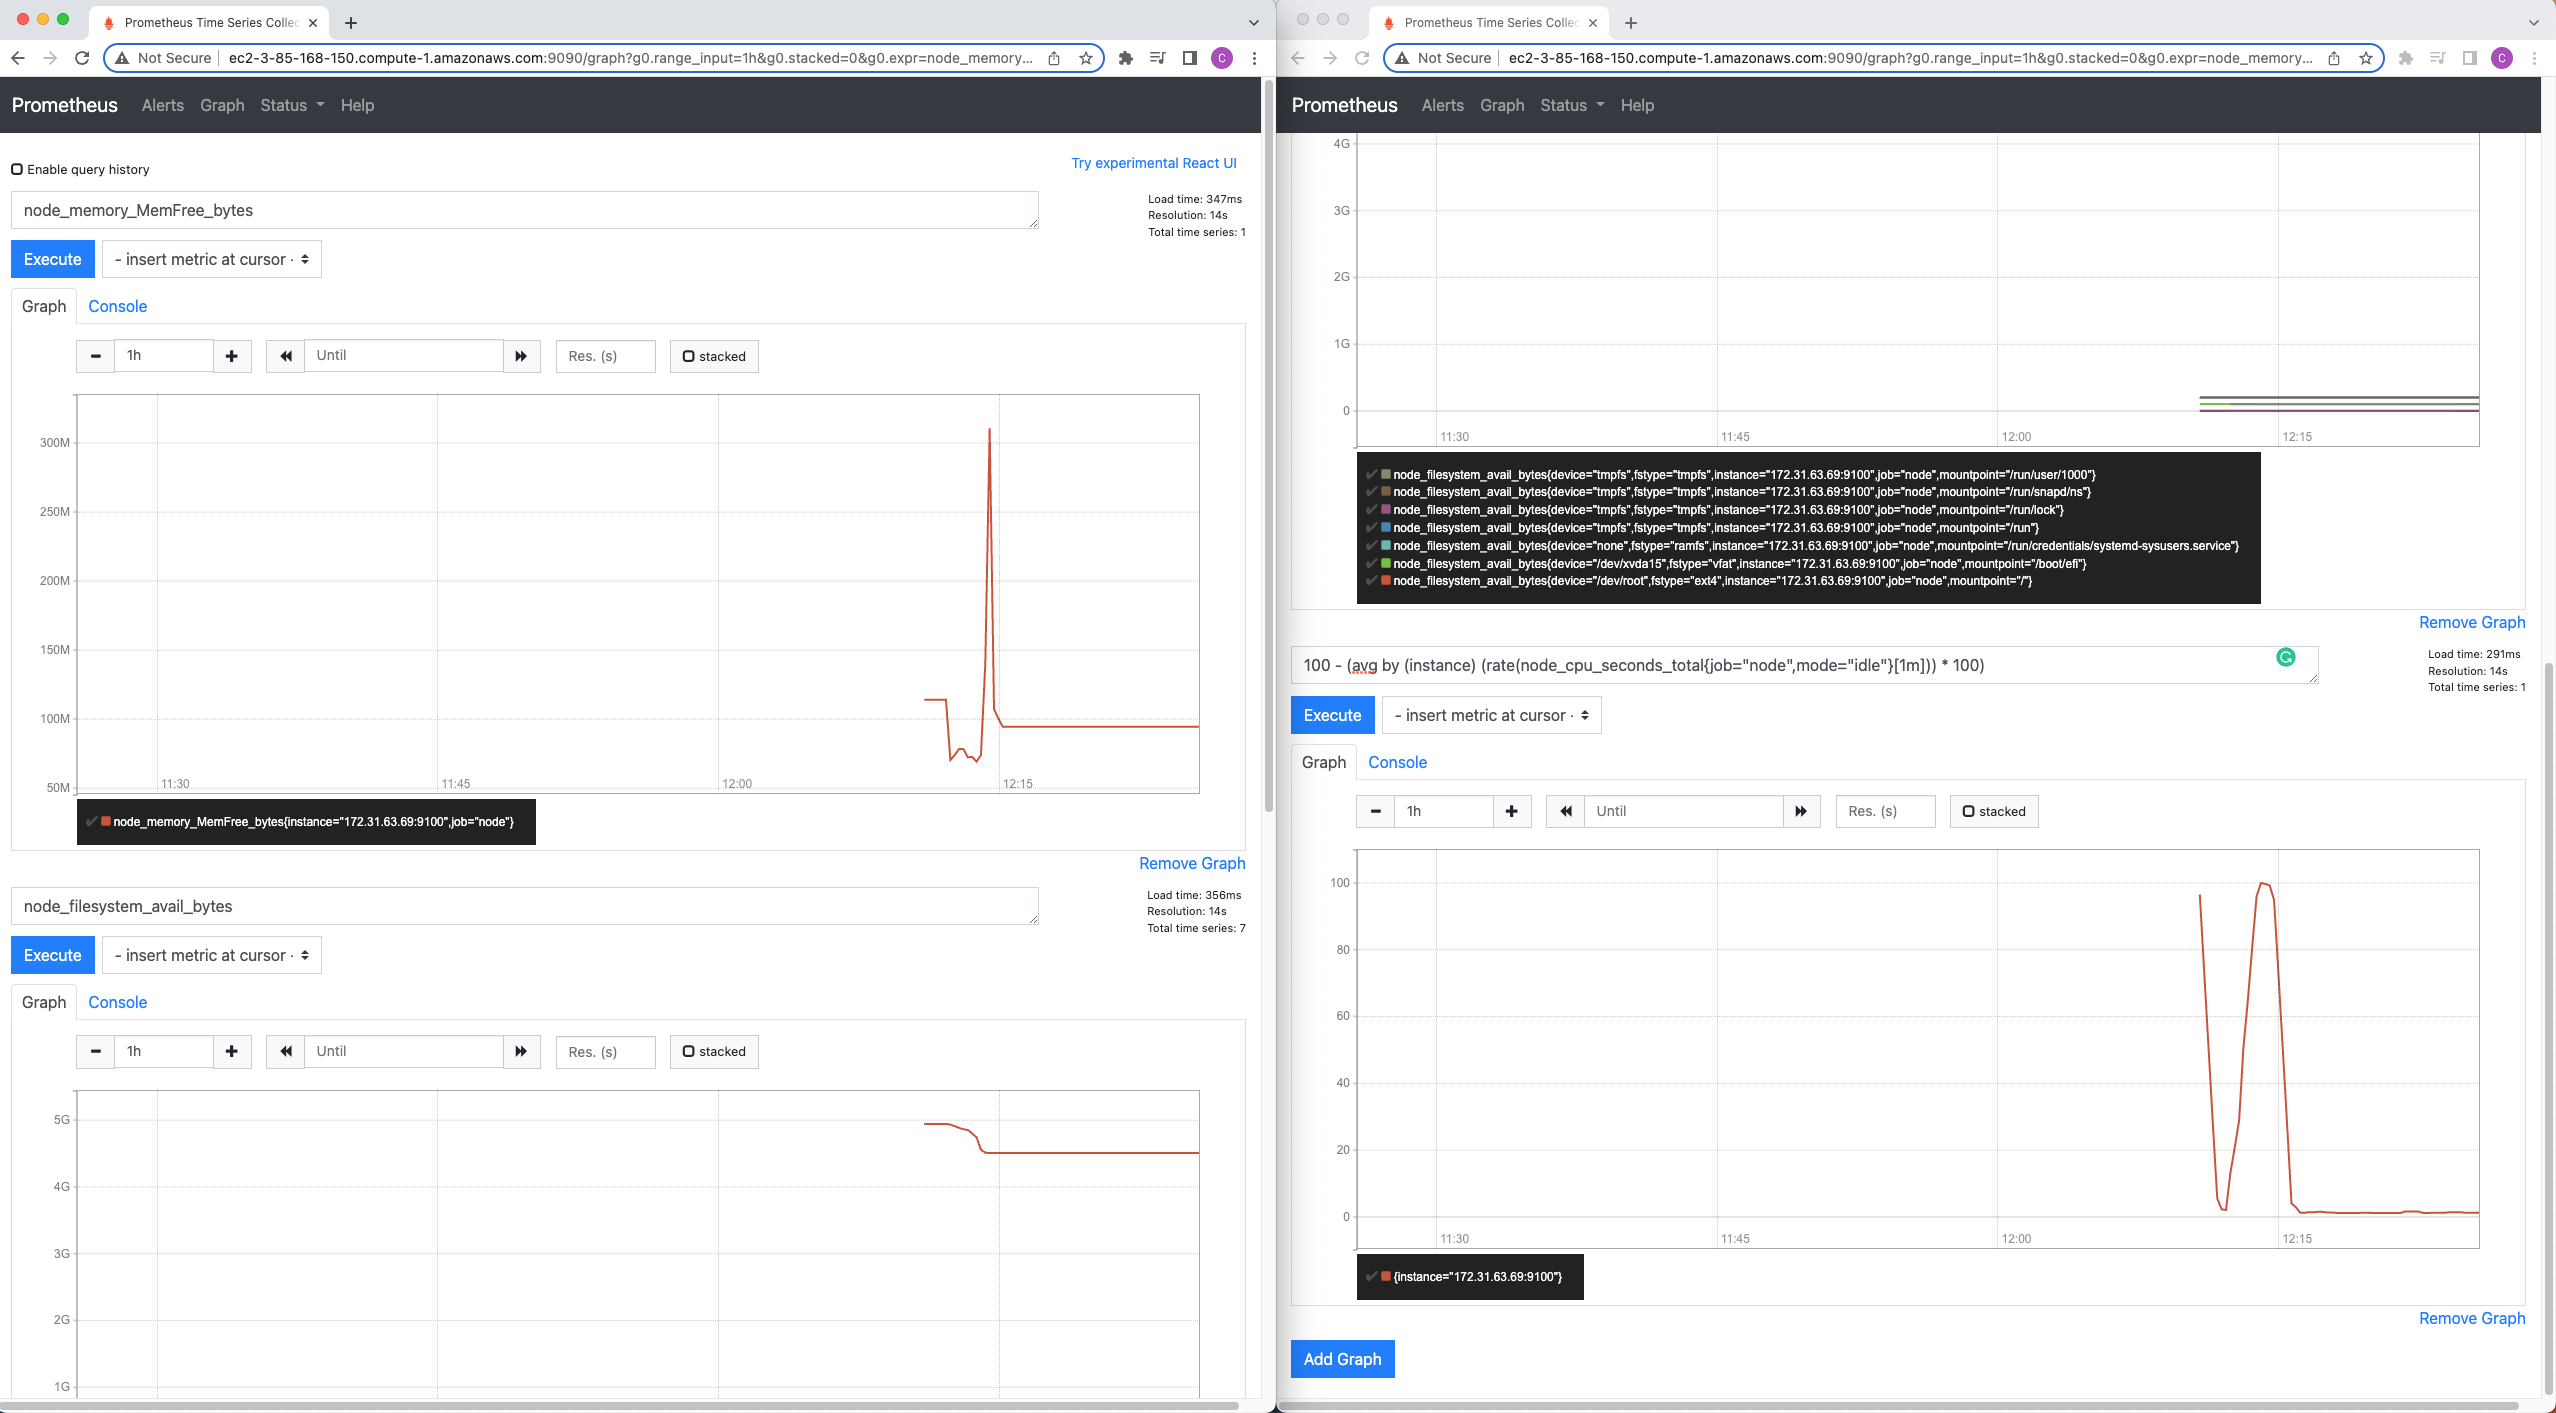 Prometheus Time Series Collec
Not Secure
ec2-3-85-168-150.compute-1.amazonaws.com:9090/graph?g0.range_input=1h&g0.stacked=0&g0.expr=node_memory...
C
Prometheus Alerts Graph Status Help
Enable query history
Try experimental React UI
node_memory_MemFree_bytes
Load time: 347ms
Resolution: 14s
Total time series: 1
Execute
- insert metric at cursor -
Graph Console
1h Until Res. (s) stacked
300M
250M
200M
150M
100M
50M
11:30 11:45 12:00 12:15
node_memory_MemFree_bytes{instance="172.31.63.69:9100",job="node"}
Remove Graph
node_filesystem_avail_bytes
Load time: 356ms
Resolution: 14s
Total time series: 7
Execute
- insert metric at cursor -
Graph Console
1h Until Res. (s) stacked
5G
4G
3G
2G
1G
Prometheus Time Series Collec
Not Secure
ec2-3-85-168-150.compute-1.amazonaws.com:9090/graph?g0.range_input=1h&g0.stacked=0&g0.expr=node_memory...
C
Prometheus Alerts Graph Status Help
4G
3G
2G
1G
0
11:30 11:45 12:00 12:15
node_filesystem_avail_bytes{device="tmpfs",fstype="tmpfs",instance="172.31.63.69:9100",job="node",mountpoint="/run/user/1000"}
node_filesystem_avail_bytes{device="tmpfs",fstype="tmpfs",instance="172.31.63.69:9100",job="node",mountpoint="/run/snapd/ns"}
node_filesystem_avail_bytes{device="tmpfs",fstype="tmpfs",instance="172.31.63.69:9100",job="node",mountpoint="/run/lock"}
node_filesystem_avail_bytes{device="tmpfs",fstype="tmpfs",instance="172.31.63.69:9100",job="node",mountpoint="/run"}
node_filesystem_avail_bytes{device="none",fstype="ramfs",instance="172.31.63.69:9100",job="node",mountpoint="/run/credentials/systemd-sysusers.service"}
node_filesystem_avail_bytes{device="/dev/xvda15",fstype="vfat",instance="172.31.63.69:9100",job="node",mountpoint="/boot/efi"}
node_filesystem_avail_bytes{device="/dev/root",fstype="ext4",instance="172.31.63.69:9100",job="node",mountpoint="/"}
Remove Graph
100 - (avg by (instance) (rate(node_cpu_seconds_total{job="node",mode="idle"}[1m])) * 100)
Load time: 291ms
Resolution: 14s
Total time series: 1
Execute
- insert metric at cursor -
Graph Console
1h Until Res. (s) stacked
100
80
60
40
20
0
11:30 11:45 12:00 12:15
{instance="172.31.63.69:9100"}
Remove Graph
Add Graph